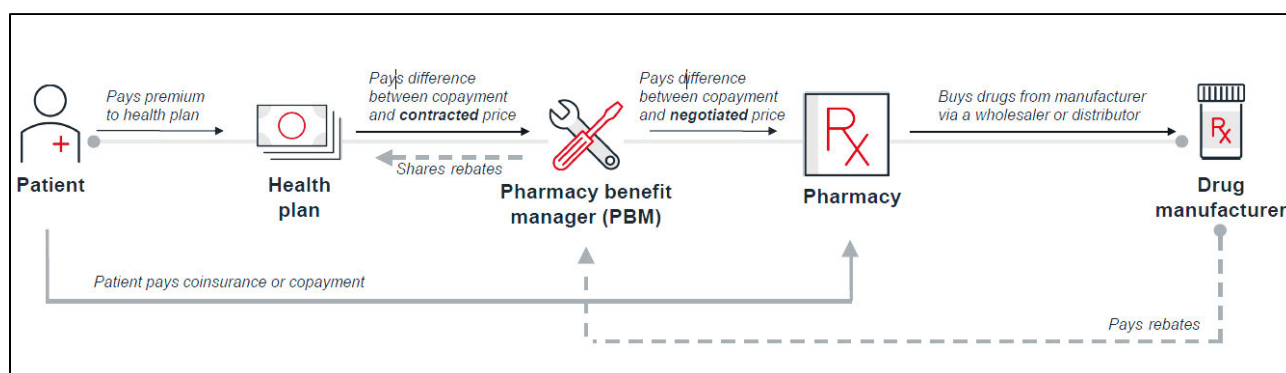 Pays premium
to health plan
Pays difference
between copayment
and contracted price
Pays difference
between copayment
and negotiated price
Buys drugs from manufacturer
via a wholesaler or distributor
Rx
Rx
Shares rebates
Patient
Health
plan
Pharmacy benefit
manager (PBM)
Pharmacy
Drug
manufacturer
Patient pays coinsurance or copayment
Pays rebates